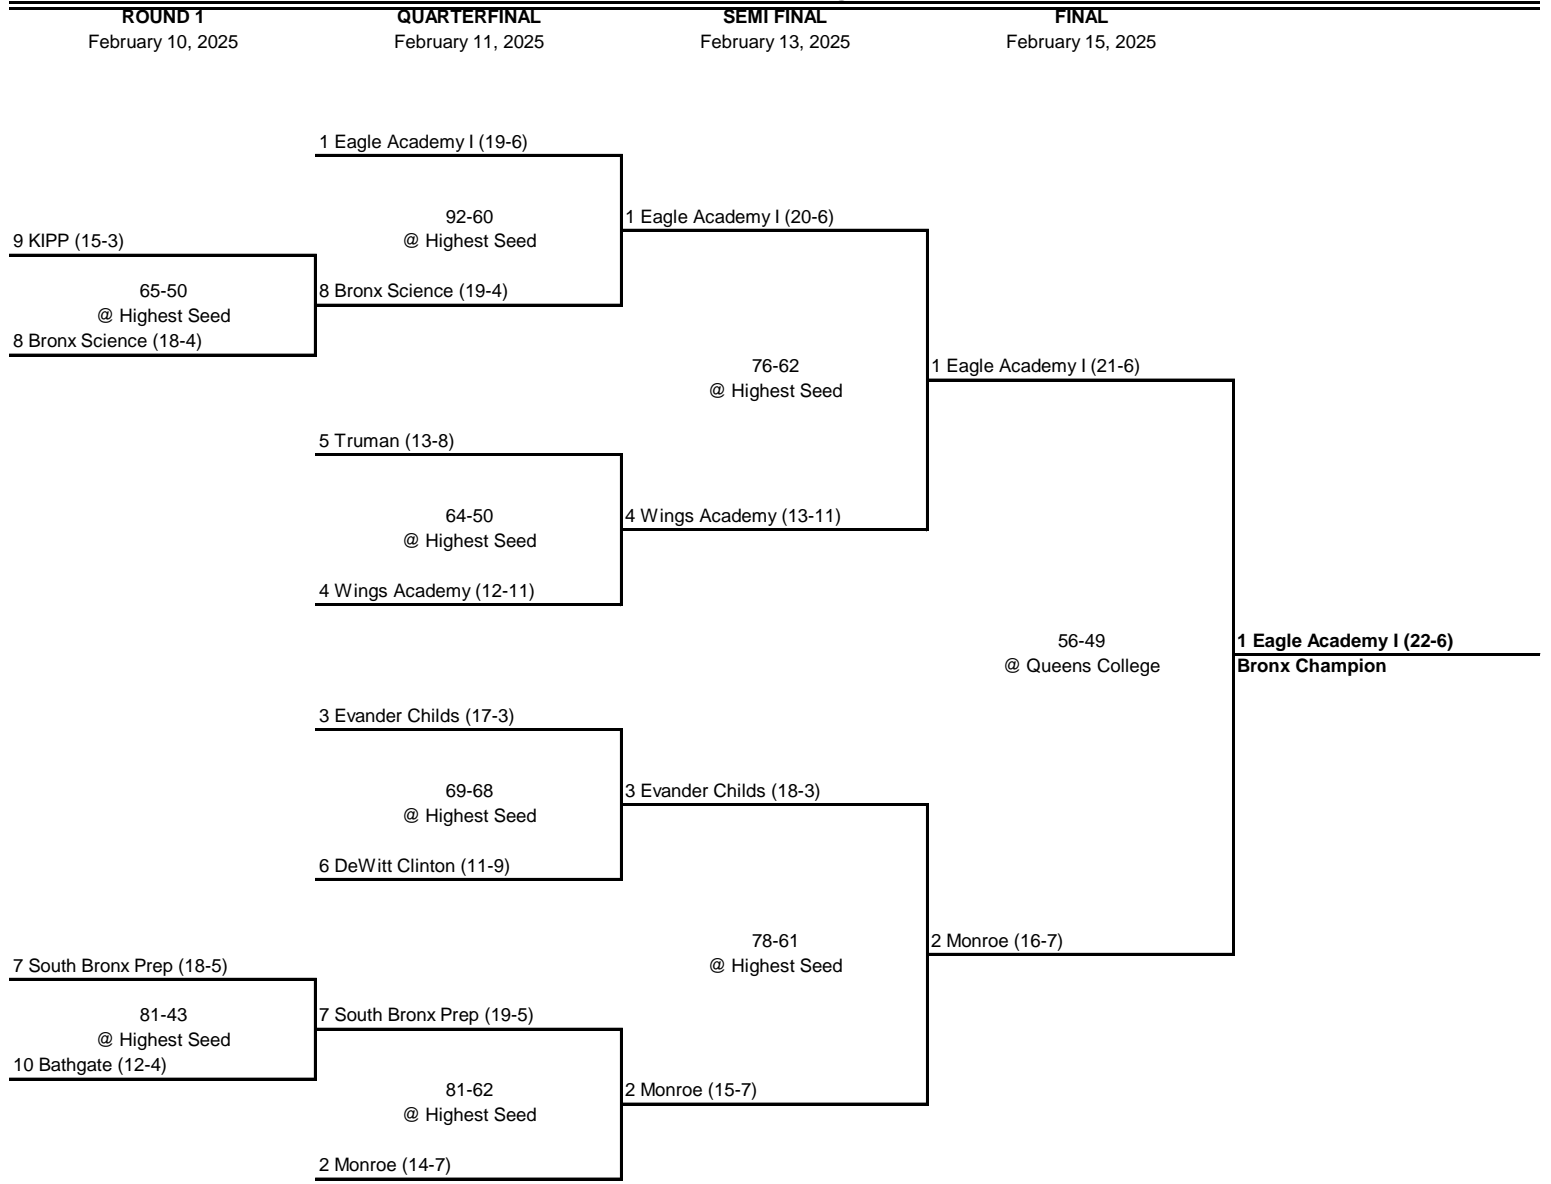 ROUND 1
February 10, 2025
QUARTERFINAL
February 11, 2025
SEMI FINAL
February 13, 2025
FINAL
February 15, 2025
1 Eagle Academy I (19-6)
92-60
@ Highest Seed
1 Eagle Academy I (20-6)
9 KIPP (15-3)
65-50
@ Highest Seed
8 Bronx Science (19-4)
8 Bronx Science (18-4)
76-62
@ Highest Seed
1 Eagle Academy I (21-6)
5 Truman (13-8)
64-50
@ Highest Seed
4 Wings Academy (13-11)
4 Wings Academy (12-11)
56-49
@ Queens College
1 Eagle Academy I (22-6)
Bronx Champion
3 Evander Childs (17-3)
69-68
@ Highest Seed
3 Evander Childs (18-3)
6 DeWitt Clinton (11-9)
78-61
@ Highest Seed
2 Monroe (16-7)
7 South Bronx Prep (18-5)
81-43
@ Highest Seed
7 South Bronx Prep (19-5)
10 Bathgate (12-4)
81-62
@ Highest Seed
2 Monroe (15-7)
2 Monroe (14-7)